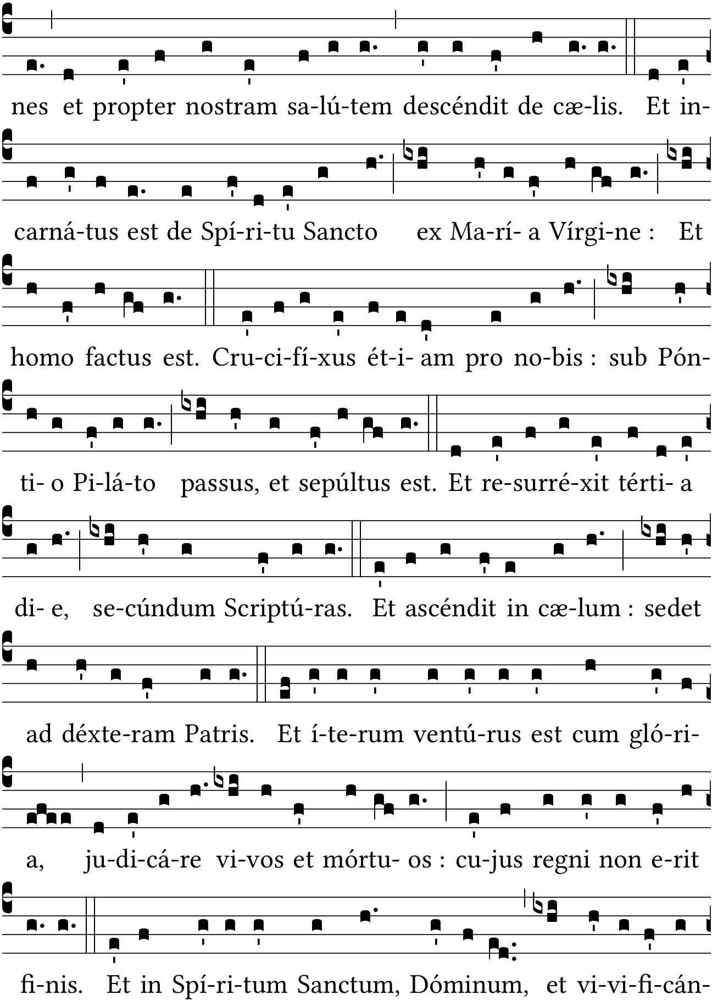 nes et propter nostram sa-lú-tem descéndit de cæ-lis. Et in-
carná-tus est de Spí-ri-tu Sancto ex Ma-rí- a Vírgi-ne : Et
homo factus est. Cru-ci-fí-xus ét-i- am pro no-bis : sub Pón-
ti- o Pi-lá-to passus, et sepúltus est. Et re-surré-xit térti- a
di- e, se-cúndum Scriptú-ras. Et ascéndit in cæ-lum : sedet
ad déxte-ram Patris. Et í-te-rum ventú-rus est cum gló-ri-
a, ju-di-cá-re vi-vos et mórtu- os : cu-jus regni non e-rit
fi-nis. Et in Spí-ri-tum Sanctum, Dóminum, et vi-vi-fi-cán-